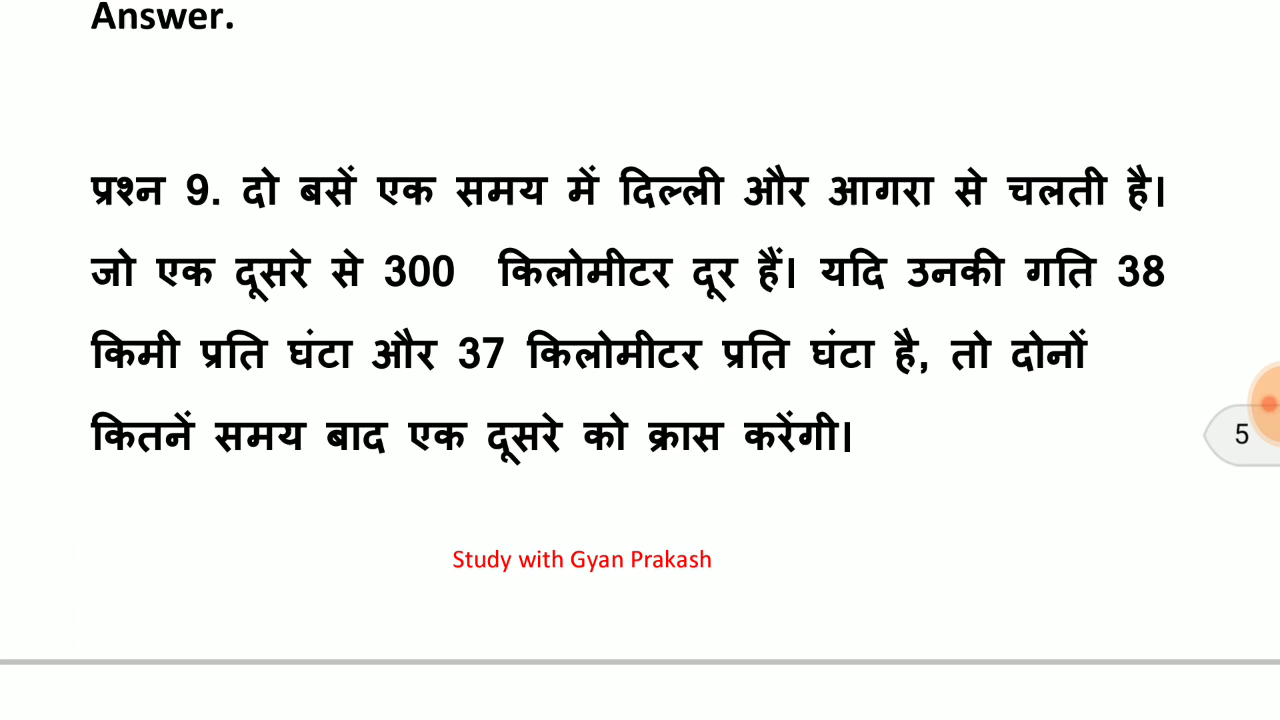 Answer.
प्रश्न 9. दो बसें एक समय में दिल्ली और आगरा से चलती है।
जो एक दूसरे से 300 किलोमीटर दूर हैं। यदि उनकी गति 38
किमी प्रति घंटा और 37 किलोमीटर प्रति घंटा है, तो दोनों
कितनें समय बाद एक दूसरे को क्रास करेंगी।
5
Study with Gyan Prakash